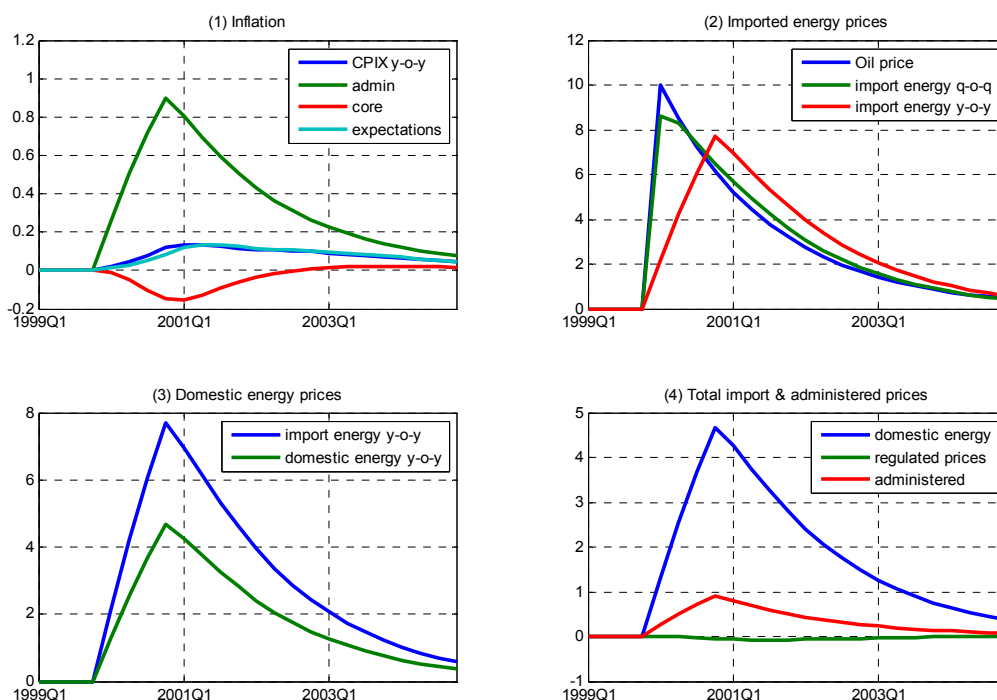 (1) Inflation
1.2
1
0.8
0.6
0.4
0.2
0
-0.2
1999Q1 2001Q1 2003Q1
CPIX y-o-y
admin
core
expectations
(2) Imported energy prices
12
10
8
6
4
2
0
1999Q1 2001Q1 2003Q1
Oil price
import energy q-o-q
import energy y-o-y
(3) Domestic energy prices
8
6
4
2
0
1999Q1 2001Q1 2003Q1
import energy y-o-y
domestic energy y-o-y
(4) Total import & administered prices
5
4
3
2
1
0
-1
1999Q1 2001Q1 2003Q1
domestic energy
regulated prices
administered